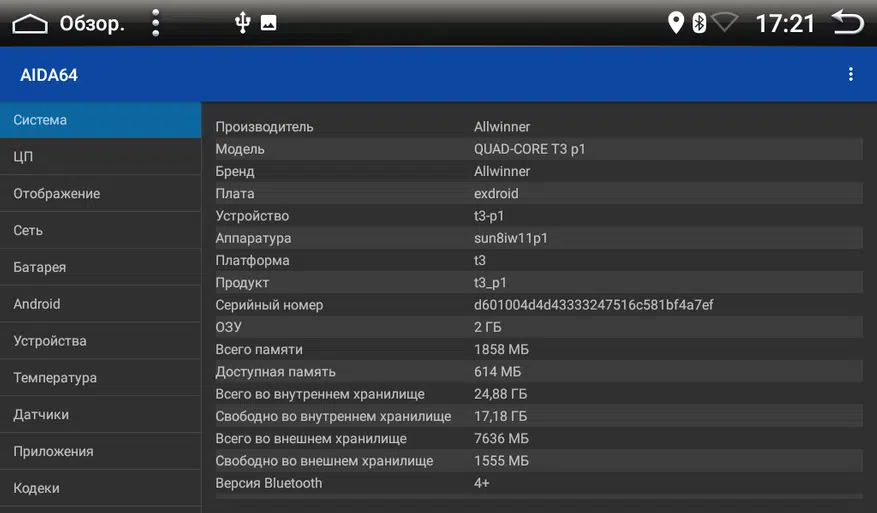 Обзор. 17:21
AIDA64
Система
ЦП
Отображение
Сеть
Батарея
Android
Устройства
Температура
Датчики
Приложения
Кодеки
Производитель Allwinner
Модель QUAD-CORE T3 p1
Бренд Allwinner
Плата exdroid
Устройство t3-p1
Аппаратура sun8iw11p1
Платформа t3
Продукт t3_p1
Серийный номер d601004d4d43333247516c581bf4a7ef
ОЗУ 2 ГБ
Всего памяти 1858 МБ
Доступная память 614 МБ
Всего во внутреннем хранилище 24,88 ГБ
Свободно во внутреннем хранилище 17,18 ГБ
Всего во внешнем хранилище 7636 МБ
Свободно во внешнем хранилище 1555 МБ
Версия Bluetooth 4+